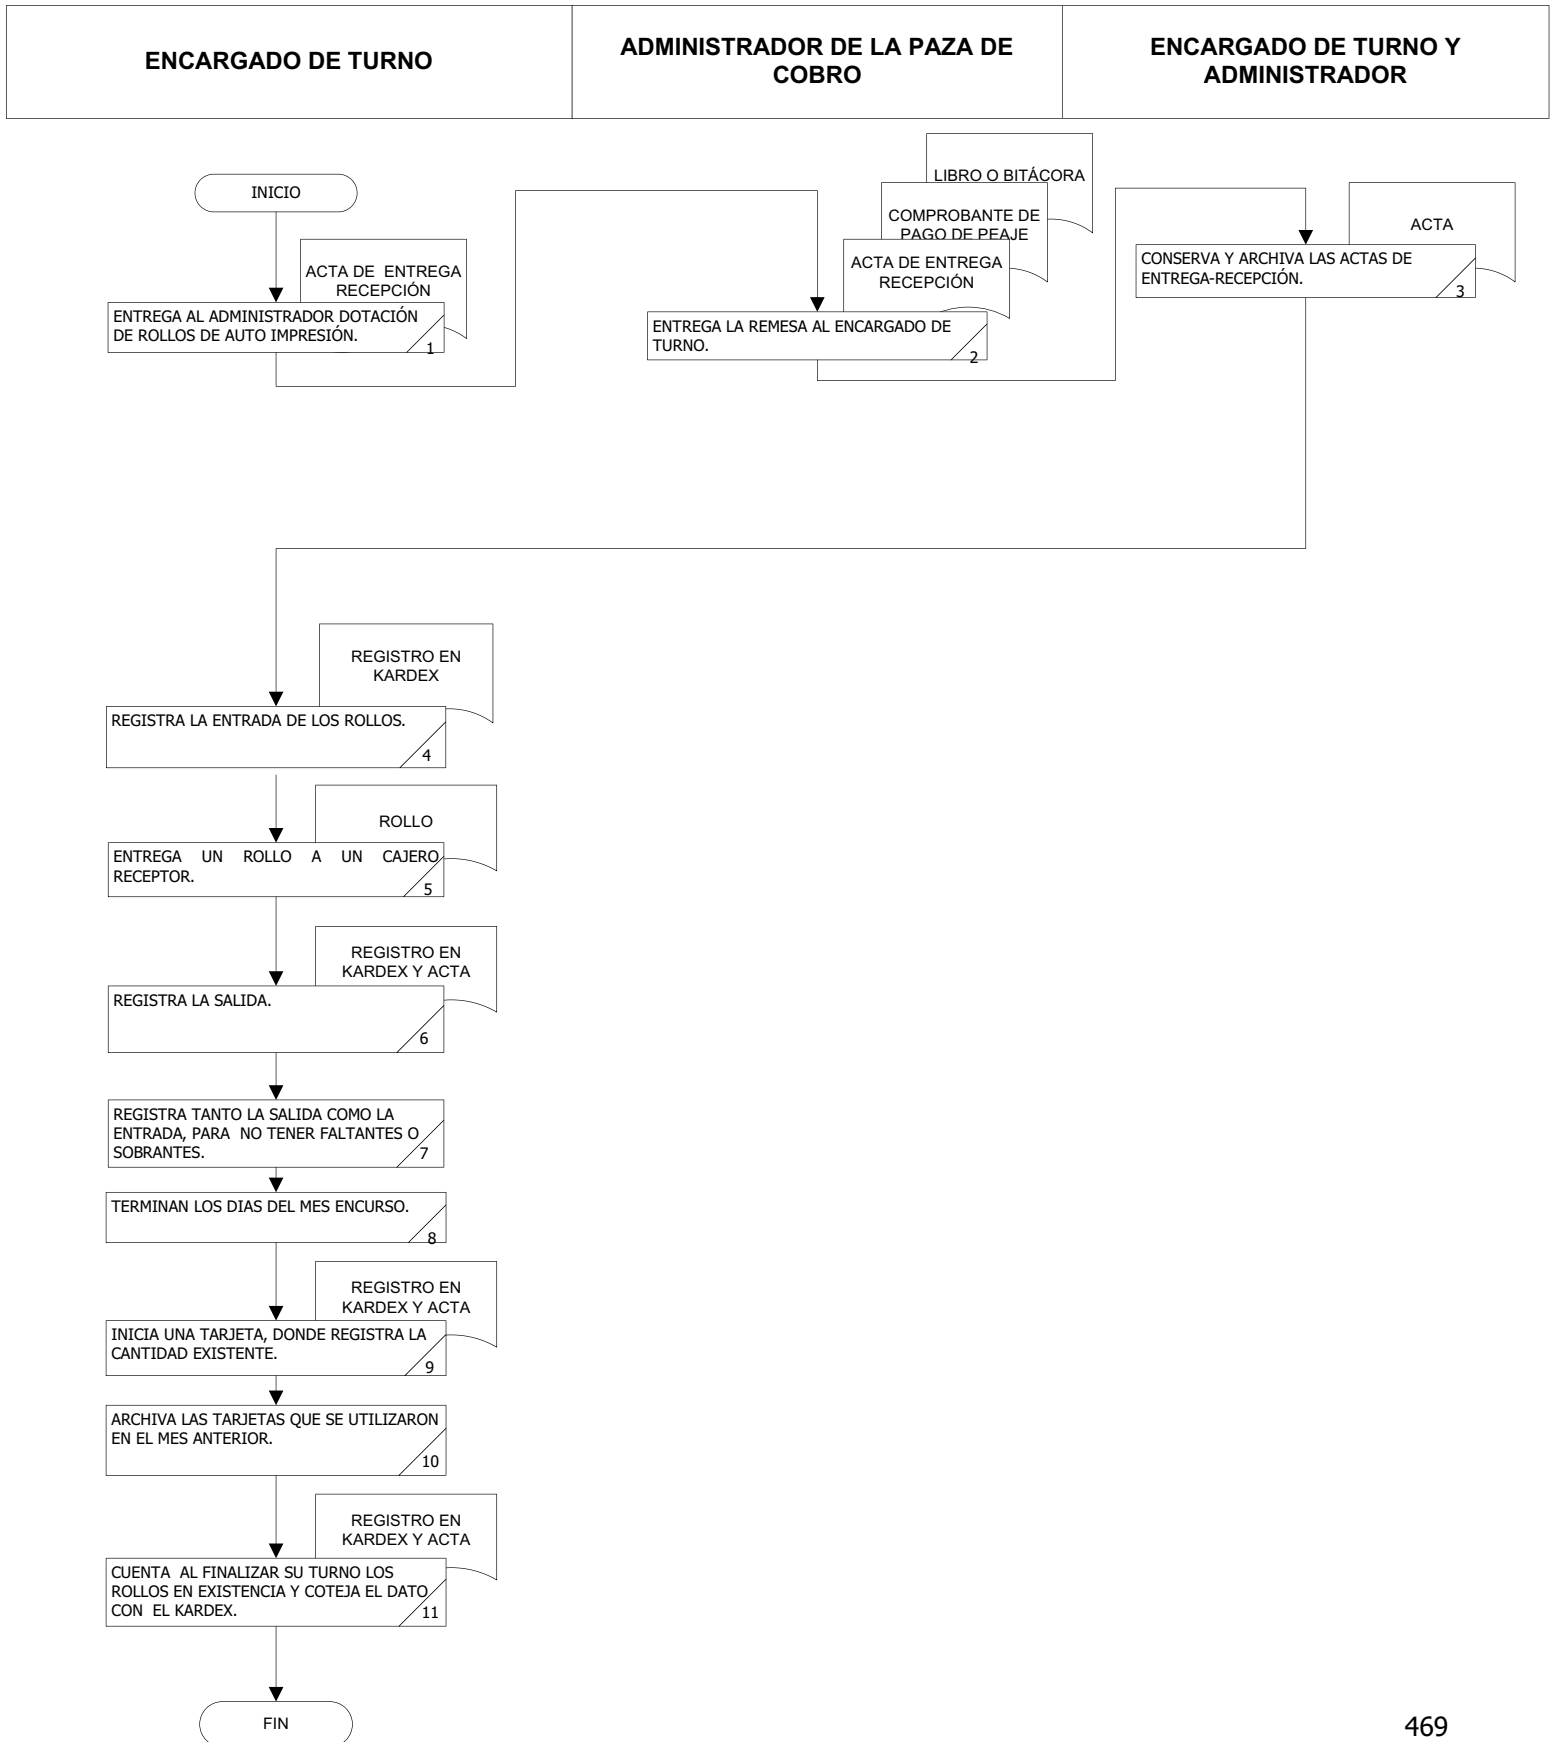 ENCARGADO DE TURNO
ADMINISTRADOR DE LA PAZA DE
COBRO
ENCARGADO DE TURNO Y
ADMINISTRADOR
INICIO
ACTA DE ENTREGA
RECEPCIÓN
ENTREGA AL ADMINISTRADOR DOTACIÓN
DE ROLLOS DE AUTO IMPRESIÓN.
1
LIBRO O BITÁCORA
COMPROBANTE DE
PAGO DE PEAJE
ACTA DE ENTREGA
RECEPCIÓN
ENTREGA LA REMESA AL ENCARGADO DE
TURNO.
2
ACTA
CONSERVA Y ARCHIVA LAS ACTAS DE
ENTREGA-RECEPCIÓN.
3
REGISTRO EN
KARDEX
REGISTRA LA ENTRADA DE LOS ROLLOS.
4
ROLLO
ENTREGA UN ROLLO A UN CAJERO
RECEPTOR.
5
REGISTRO EN
KARDEX Y ACTA
REGISTRA LA SALIDA.
6
REGISTRA TANTO LA SALIDA COMO LA
ENTRADA, PARA NO TENER FALTANTES O
SOBRANTES.
7
TERMINAN LOS DIAS DEL MES ENCURSO.
8
REGISTRO EN
KARDEX Y ACTA
INICIA UNA TARJETA, DONDE REGISTRA LA
CANTIDAD EXISTENTE.
9
ARCHIVA LAS TARJETAS QUE SE UTILIZARON
EN EL MES ANTERIOR.
10
REGISTRO EN
KARDEX Y ACTA
CUENTA AL FINALIZAR SU TURNO LOS
ROLLOS EN EXISTENCIA Y COTEJA EL DATO
CON EL KARDEX.
11
FIN
469